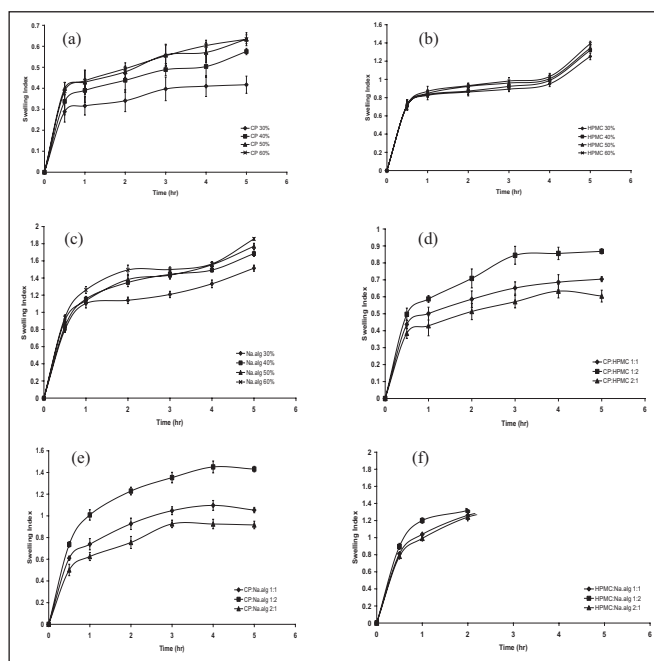 (a)
Swelling Index
0.7
0.6
0.5
0.4
0.3
0.2
0.1
0
0 1 2 3 4 5 6
Time (hr)
CP 30%
CP 40%
CP 50%
CP 60%
(b)
Swelling Index
1.6
1.4
1.2
1
0.8
0.6
0.4
0.2
0
0 1 2 3 4 5 6
Time (hr)
HPMC 30%
HPMC 40%
HPMC 50%
HPMC 60%
(c)
Swelling Index
2
1.8
1.6
1.4
1.2
1
0.8
0.6
0.4
0.2
0
0 1 2 3 4 5 6
Time (hr)
Na.alg 30%
Na.alg 40%
Na.alg 50%
Na.alg 60%
(d)
Swelling Index
1
0.9
0.8
0.7
0.6
0.5
0.4
0.3
0.2
0.1
0
0 1 2 3 4 5 6
Time (hr)
CP:HPMC 1:1
CP:HPMC 1:2
CP:HPMC 2:1
(e)
Swelling Index
1.6
1.4
1.2
1
0.8
0.6
0.4
0.2
0
0 1 2 3 4 5 6
Time (hr)
CP:Na.alg 1:1
CP:Na.alg 1:2
CP:Na.alg 2:1
(f)
Swelling Index
2
1.8
1.6
1.4
1.2
1
0.8
0.6
0.4
0.2
0
0 1 2 3 4 5 6
Time (hr)
HPMC:Na.alg 1:1
HPMC:Na.alg 1:2
HPMC:Na.alg 2:1